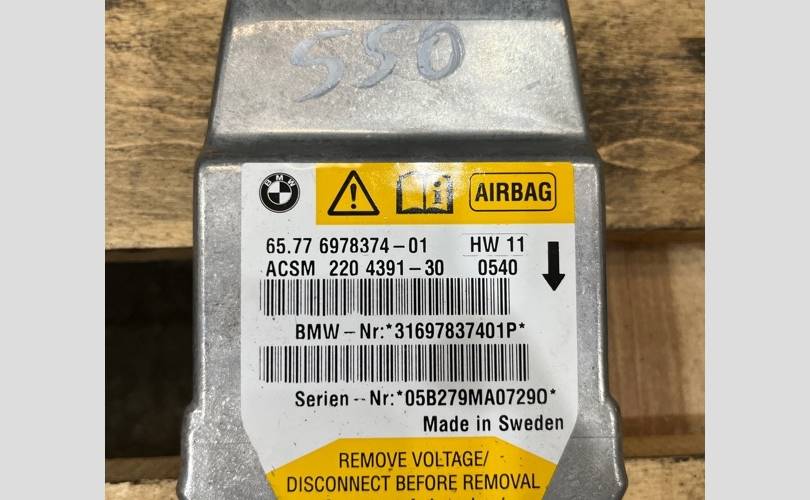 550
BMW
AIRBAG
65.77 6978374-01 HW 11
ACSM 220 4391-30 0540
BMW-Nr:*31697837401P*
Serien--Nr:*05B279MA07290*
Made in Sweden
REMOVE VOLTAGE/
DISCONNECT BEFORE REMOVAL